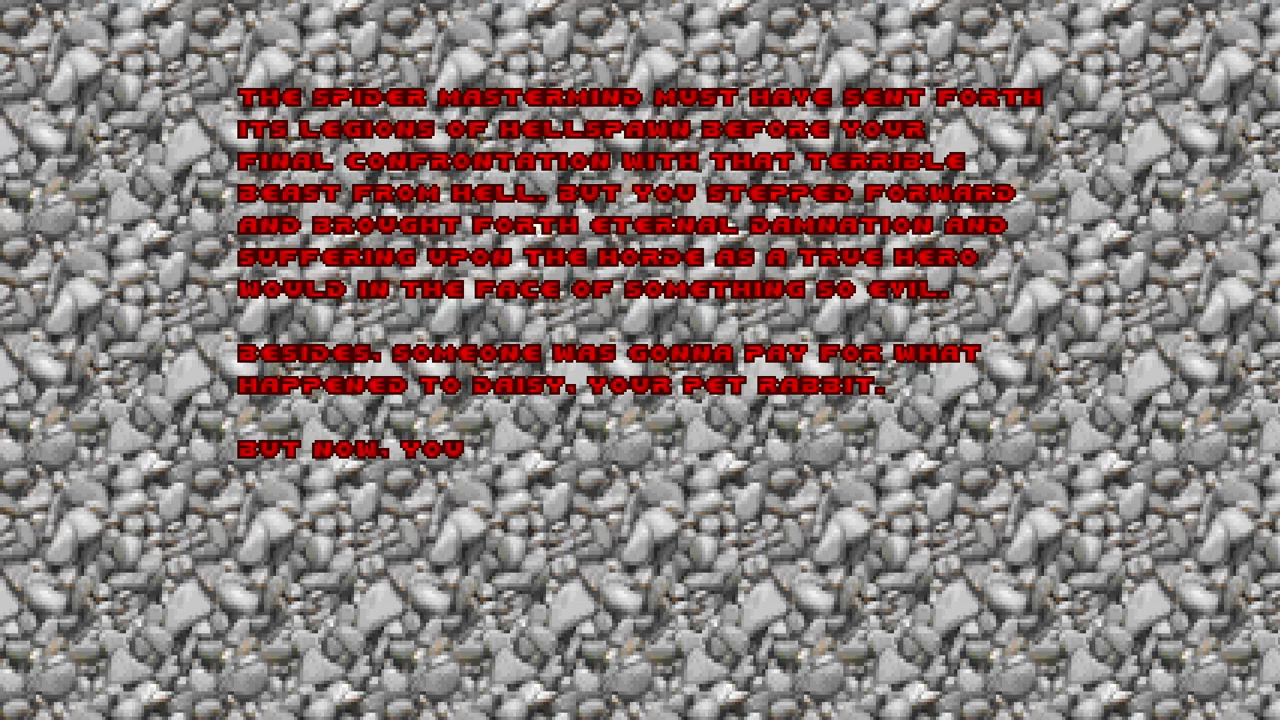 THE SPIDER MASTERMIND MUST HAVE SENT FORTH
ITS LEGIONS OF HELLSPAWN BEFORE YOUR
FINAL CONFRONTATION WITH THAT TERRIBLE
BEAST FROM HELL. BUT YOU STEPPED FORWARD
AND BROUGHT FORTH ETERNAL DAMNATION AND
SUFFERING UPON THE HORDE AS A TRUE HERO
WOULD IN THE FACE OF SOMETHING SO EVIL.
BESIDES, SOMEONE WAS GONNA PAY FOR WHAT
HAPPENED TO DAISY, YOUR PET RABBIT.
BUT NOW, YOU